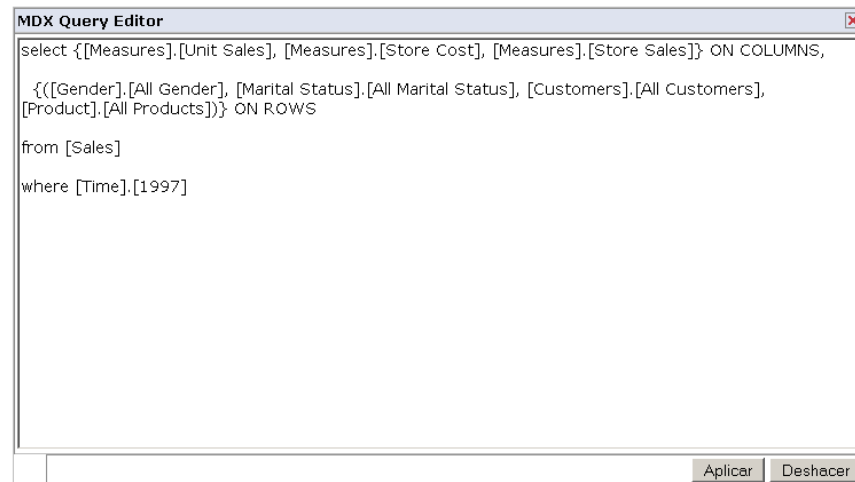 MDX Query Editor
select {[Measures].[Unit Sales], [Measures].[Store Cost], [Measures].[Store Sales]} ON COLUMNS,
{([Gender].[All Gender], [Marital Status].[All Marital Status], [Customers].[All Customers],
[Product].[All Products])} ON ROWS
from [Sales]
where [Time].[1997]
Aplicar Deshacer